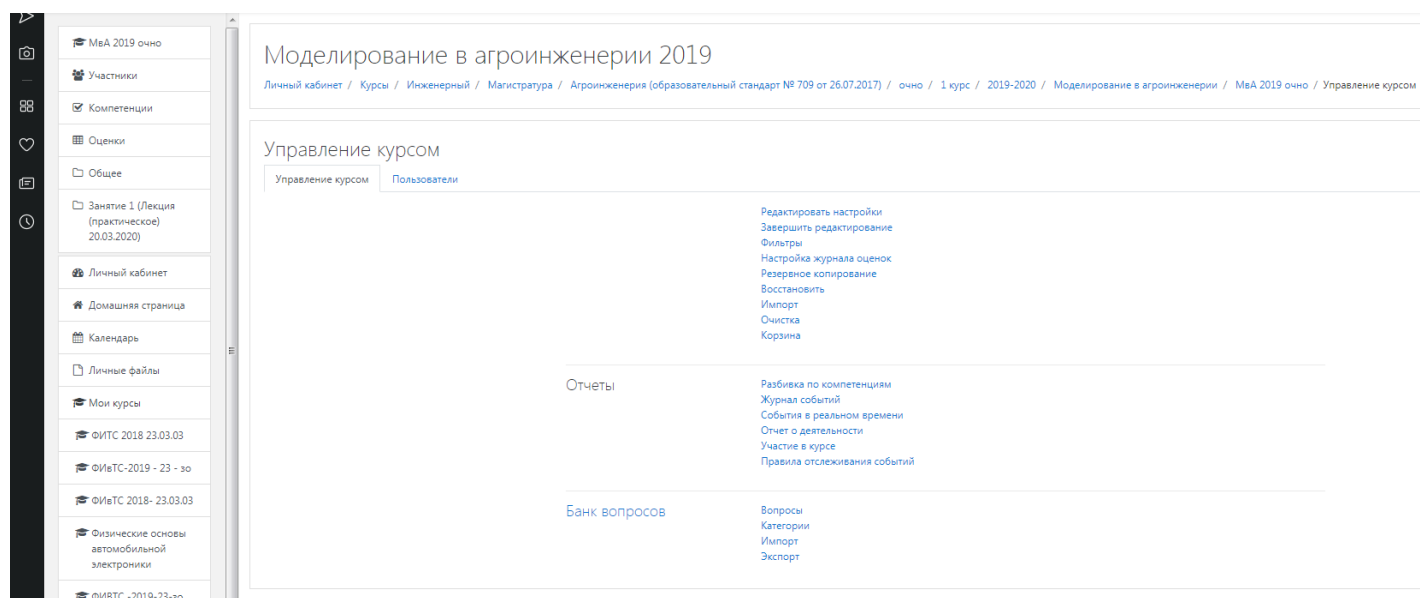 МвА 2019 очно
Участники
Компетенции
Оценки
Общее
Занятие 1 (Лекция
(практическое)
20.03.2020)
Личный кабинет
Домашняя страница
Календарь
Личные файлы
Мои курсы
ФИТС 2018 23.03.03
ФИвТС-2019 - 23 - зо
ФИвТС 2018- 23.03.03
Физические основы
автомобильной
электроники
ФИВТС -2019-23-зо
Моделирование в агроинженерии 2019
Личный кабинет / Курсы / Инженерный / Магистратура / Агроинженерия (образовательный стандарт № 709 от 26.07.2017) / очно / 1 курс / 2019-2020 / Моделирование в агроинженерии / МвА 2019 очно / Управление курсом
Управление курсом
Управление курсом Пользователи
Редактировать настройки
Завершить редактирование
Фильтры
Настройка журнала оценок
Резервное копирование
Восстановить
Импорт
Очистка
Корзина
Отчеты
Разбивка по компетенциям
Журнал событий
События в реальном времени
Отчет о деятельности
Участие в курсе
Правила отслеживания событий
Банк вопросов
Вопросы
Категории
Импорт
Экспорт